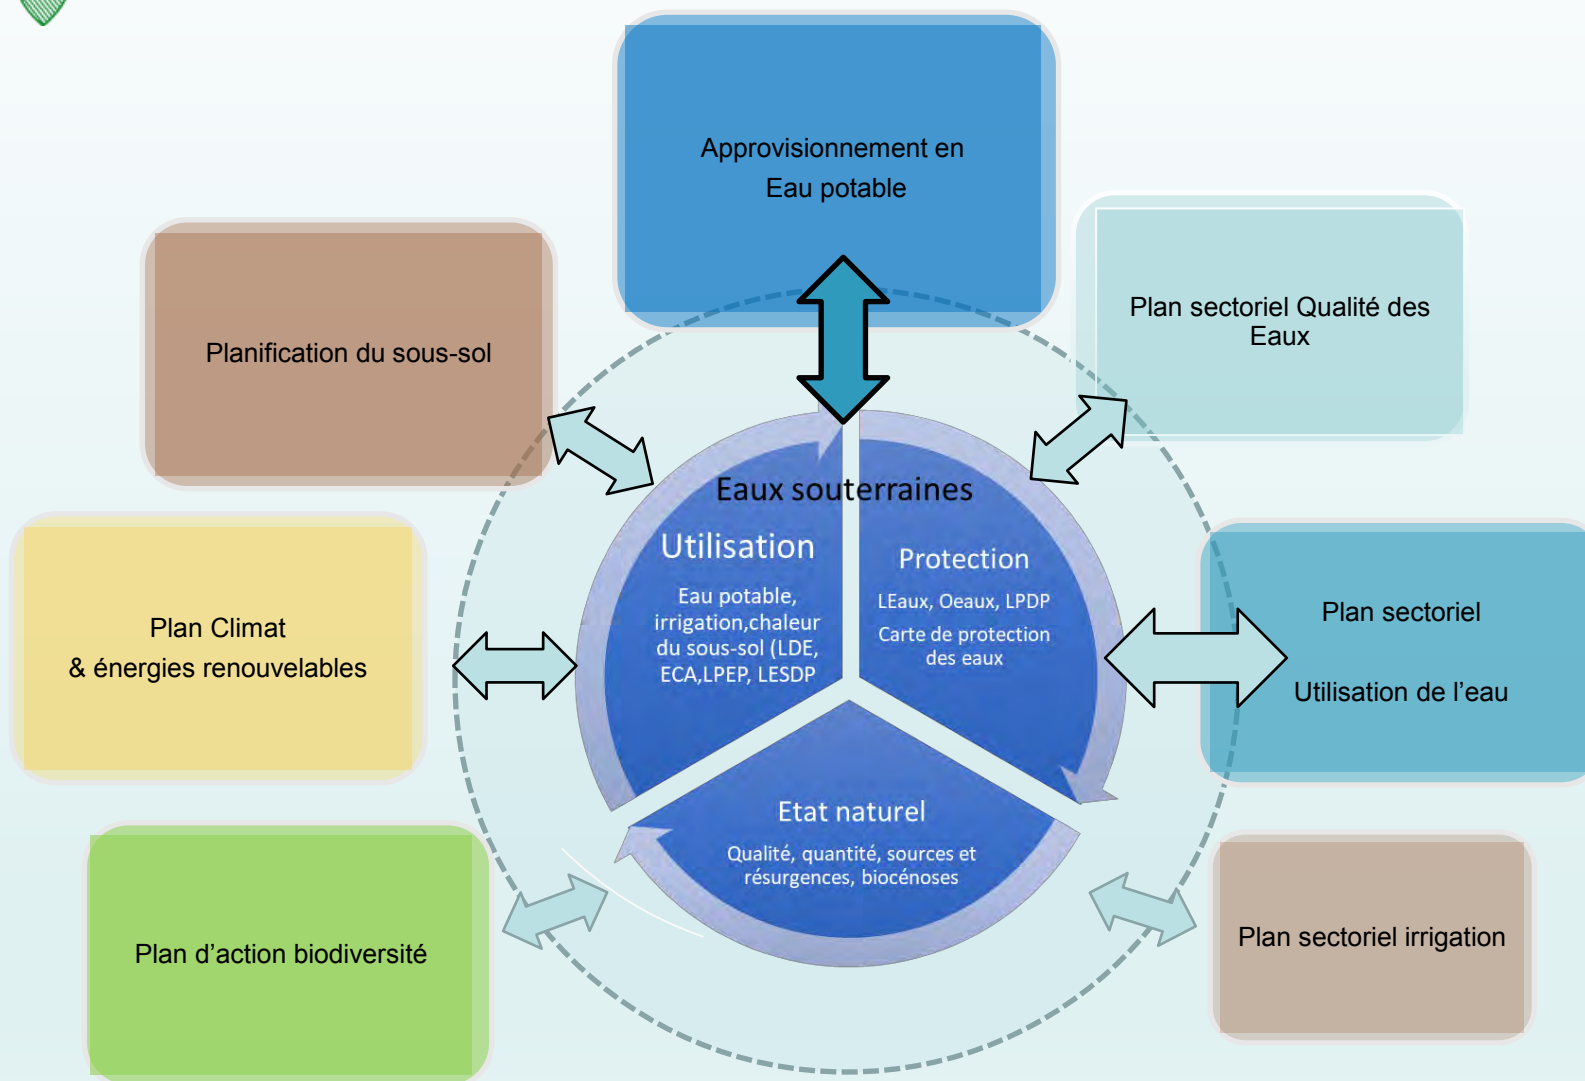 Approvisionnement en
Eau potable
Planification du sous-sol
Plan sectoriel Qualité des
Eaux
Eaux souterraines
Utilisation
Eau potable,
irrigation,chaleur
du sous-sol (LDE,
ECA,LPEP, LESDP
Protection
LEaux, Oeaux, LPDP
Carte de protection
des eaux
Plan Climat
& énergies renouvelables
Plan sectoriel
Utilisation de l’eau
Etat naturel
Qualité, quantité, sources et
résurgences, biocénoses
Plan d’action biodiversité
Plan sectoriel irrigation